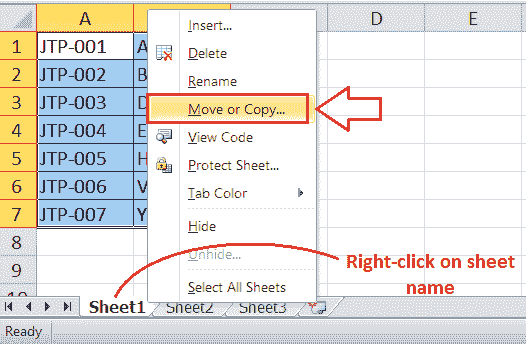 A B C D E
1 JTP-001 A
Insert...
2 JTP-002 B
Delete
3 JTP-003 D
Rename
4 JTP-004 E
Move or Copy...
5 JTP-005 H
View Code
6 JTP-006 V
Protect Sheet...
7 JTP-007 Y
Tab Color
8
Hide
9
Unhide...
Right-click on sheet
name
10
Select All Sheets
Sheet1 Sheet2 Sheet3
Ready